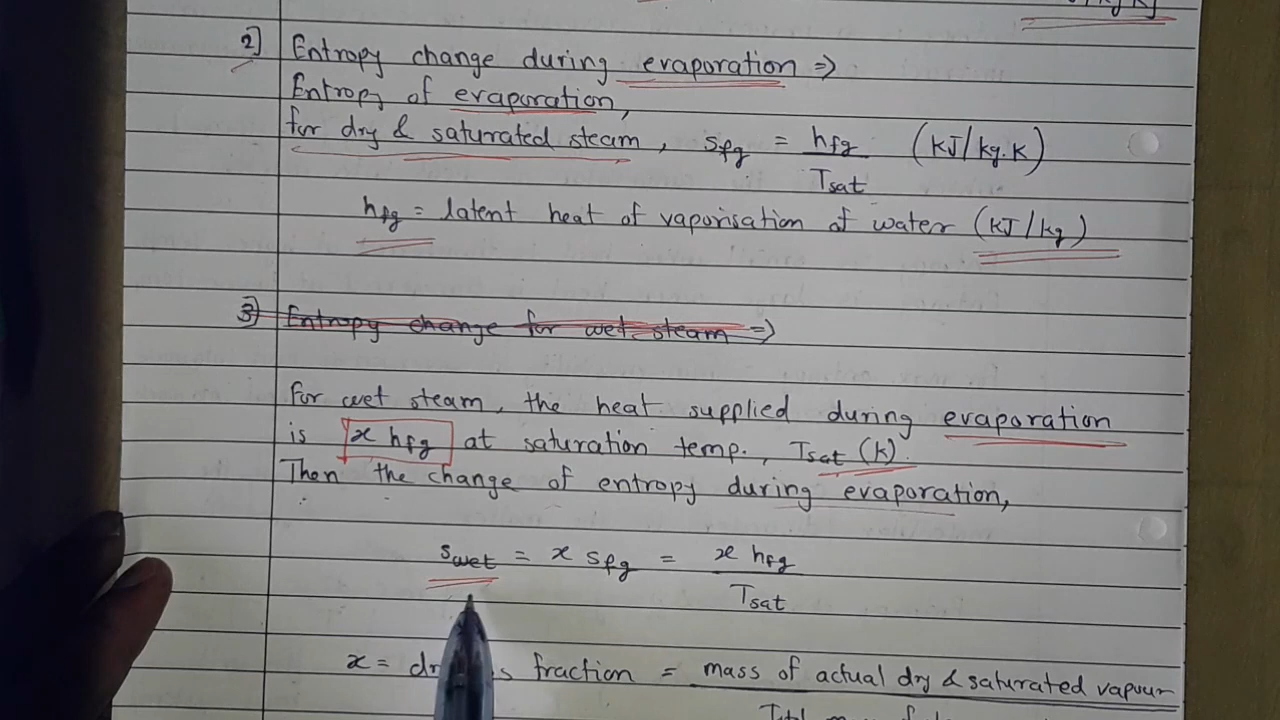 2] Entropy change during evaporation ⇒
Entropy of evaporation,
for dry & saturated steam, sfg = hfg / Tsat (kJ/kg.K)
hfg = latent heat of vaporisation of water (kJ/kg)
3] Entropy change for wet steam ⇒
For wet steam, the heat supplied during evaporation
is x hfg at saturation temp., Tsat (K).
Then the change of entropy during evaporation,
swet = x sfg = x hfg / Tsat
x = fraction = mass of actual dry & saturated vapour